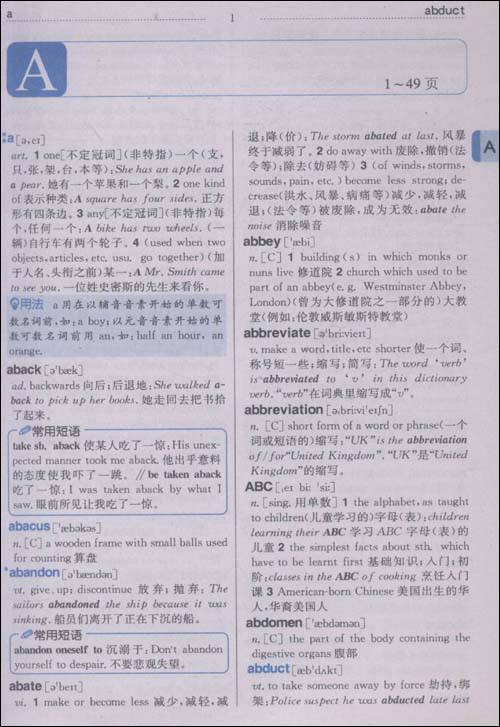 a
1
abduct
A
1~49 页
A
a[ə,eɪ]
art. 1 one[不定冠词](非特指)一个(支,
只,张,架,台,本等):She has an apple and
a pear. 她有一个苹果和一个梨。2 one kind
of 表示种类:A square has four sides. 正方
形有四条边。3 any[不定冠词](非特指)每
个,任何一个:A bike has two wheels. (一
辆)自行车有两个轮子。4 (used when two
objects,articles, etc. usu. go together)(加
于人名、头衔之前)某一:A Mr. Smith came
to see you. 一位姓史密斯的先生来看你。
用法 a用在以辅音音素开始的单数可
数名词前,如:a boy;以元音音素开始的单
数可数名词前用 an,如:half an hour, an
orange.
aback[ə'bæk]
ad. backwards 向后;后退地:She walked a-
back to pick up her books. 她走回去把书拾
了起来。
常用短语
take sb. aback 使某人吃了一惊:His unex-
pected manner took me aback. 他出乎意料
的态度使我吓了一跳。∥be taken aback
吃了一惊:I was taken aback by what I
saw. 眼前所见让我吃了一惊。
abacus['æbəkəs]
n. [C] a wooden frame with small balls used
for counting 算盘
abandon[ə'bændən]
vt. give up; discontinue 放弃; 抛弃: The
sailors abandoned the ship because it was
sinking. 船员们离开了正在下沉的船。
常用短语
abandon oneself to 沉溺于: Don't abandon
yourself to despair. 不要悲观失望。
abate[ə'beɪt]
vi. 1 make or become less 减少,减轻,减
退;降(价):The storm abated at last. 风暴
终于减弱了。2 do away with 废除,撤销(法
令等);除去(妨碍等) 3 (of winds, storms,
sounds, pain, etc. ) become less strong; de-
crease(洪水、风暴、病痛等)减少,减轻,减
退;(法令等)被废除,成为无效:abate the
noise 消除噪音
abbey['æbi]
n. [C] 1 building(s) in which monks or
nuns live 修道院 2 church which used to be
part of an abbey(e. g. Westminster Abbey,
London)(曾为大修道院之一部分的)大教
堂(例如:伦敦威斯敏斯特教堂)
abbreviate[ə'bri:vieɪt]
v. make a word,title,etc shorter 使一个词、
称号短一些;缩写;简写:The word 'verb'
is abbreviated to 'v' in this dictionary
verb. “verb”在词典里缩写成“v”。
abbreviation[əˌbri:vi'eɪʃn]
n. [C] short form of a word or phrase(一个
词或短语的)缩写:“UK”is the abbreviation
of/for“United Kingdom”. “UK”是“United
Kingdom”的缩写。
ABC[ˌeɪ bi: 'si:]
n. [sing. 用单数] 1 the alphabet, as taught
to children(儿童学习的)字母(表):children
learning their ABC 学习 ABC 字母(表)的
儿童 2 the simplest facts about sth. which
have to be learnt first 基础知识;入门;初
阶:classes in the ABC of cooking 烹饪入门
课 3 American-born Chinese 美国出生的华
人,华裔美国人
abdomen['æbdəmən]
n. [C] the part of the body containing the
digestive organs 腹部
abduct[æb'dʌkt]
vt. to take someone away by force 劫持,绑
架:Police suspect he was abducted late last